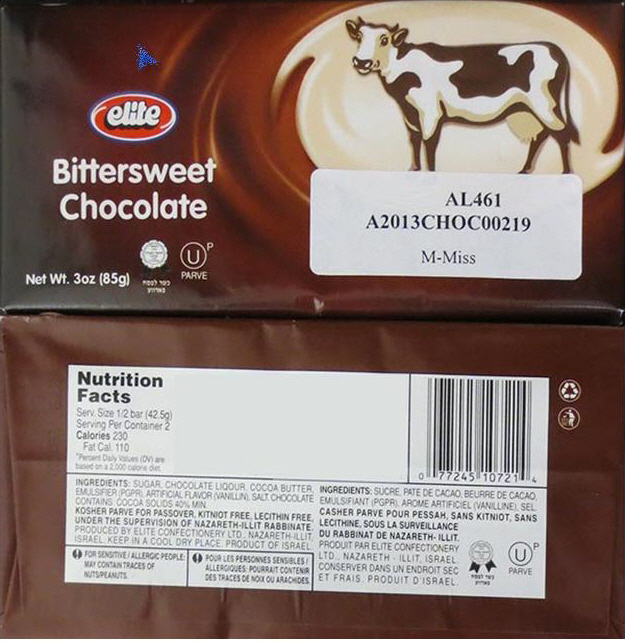 elite
Bittersweet
Chocolate
AL461
A2013CHOC00219
M-Miss
Net Wt. 3oz (85g)
כשר לפסח
פארווע
U P
PARVE
Nutrition
Facts
Serv. Size 1/2 bar (42.5g)
Serving Per Container 2
Calories 230
Fat Cal. 110
*Percent Daily Values (DV) are
based on a 2,000 calorie diet.
0 77245 10721 4
INGREDIENTS: SUGAR, CHOCOLATE LIQOUR, COCOA BUTTER,
EMULSIFIER (PGPR), ARTIFICIAL FLAVOR (VANILLIN), SALT. CHOCOLATE
CONTAINS: COCOA SOLIDS 40% MIN.
KOSHER PARVE FOR PASSOVER, KITNIOT FREE, LECITHIN FREE,
UNDER THE SUPERVISION OF NAZARETH-ILLIT RABBINATE.
PRODUCED BY ELITE CONFECTIONERY LTD., NAZARETH-ILLIT,
ISRAEL. KEEP IN A COOL DRY PLACE. PRODUCT OF ISRAEL
FOR SENSITIVE / ALLERGIC PEOPLE:
MAY CONTAIN TRACES OF
NUTS/PEANUTS.
INGREDIENTS: SUCRE, PATE DE CACAO, BEURRE DE CACAO,
EMULSIFIANT (PGPR), AROME ARTIFICIEL (VANILLINE), SEL.
CASHER PARVE POUR PESSAH, SANS KITNIOT, SANS
LECITHINE, SOUS LA SURVEILLANCE
DU RABBINAT DE NAZARETH- ILLIT.
PRODUIT PAR ELITE CONFECTIONERY
LTD., NAZARETH - ILLIT, ISRAEL.
CONSERVER DANS UN ENDROIT SEC
ET FRAIS. PRODUIT D'ISRAEL.
POUR LES PERSONNES SENSIBLES /
ALLERGIQUES: POURRAIT CONTENIR
DES TRACES DE NOIX OU ARACHIDES.
כשר לפסח
פארווע
U P
PARVE